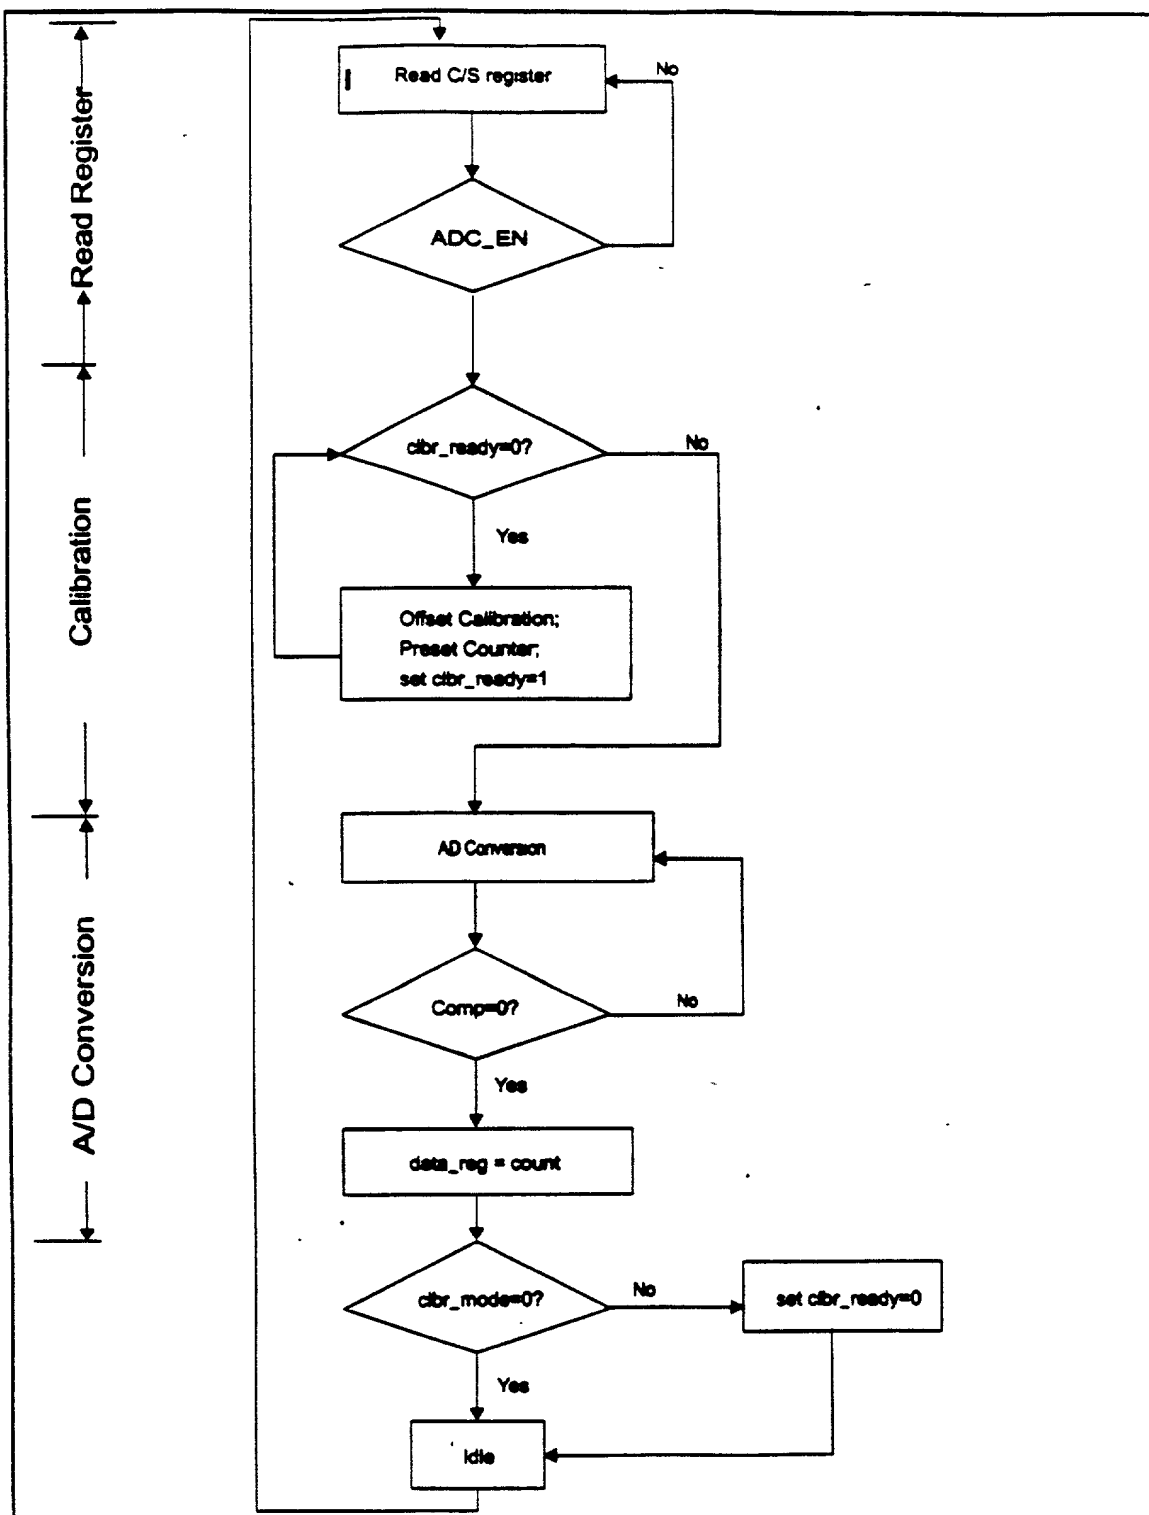 Read Register
Read C/S register
No
ADC_EN
Calibration
clbr_ready=0?
No
Yes
Offset Calibration;
Preset Counter;
set clbr_ready=1
A/D Conversion
AD Conversion
Comp=0?
No
Yes
data_reg = count
clbr_mode=0?
No
set clbr_ready=0
Yes
Idle